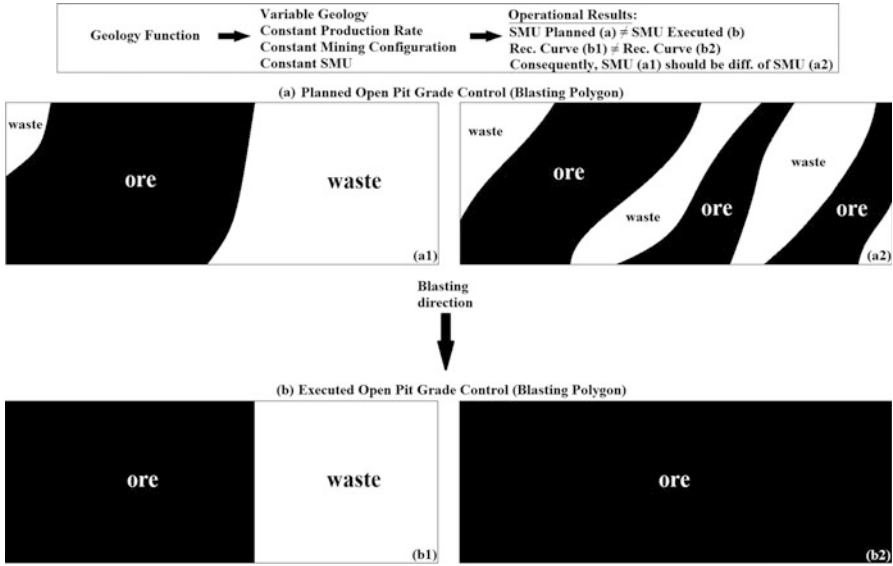 Geology Function
Variable Geology
Constant Production Rate
Constant Mining Configuration
Constant SMU
Operational Results:
SMU Planned (a) ≠ SMU Executed (b)
Rec. Curve (b1) ≠ Rec. Curve (b2)
Consequently, SMU (a1) should be diff. of SMU (a2)
(a) Planned Open Pit Grade Control (Blasting Polygon)
waste
ore
waste
(a1)
waste
ore
waste
ore
waste
ore
(a2)
Blasting
direction
(b) Executed Open Pit Grade Control (Blasting Polygon)
ore
waste
(b1)
ore
(b2)